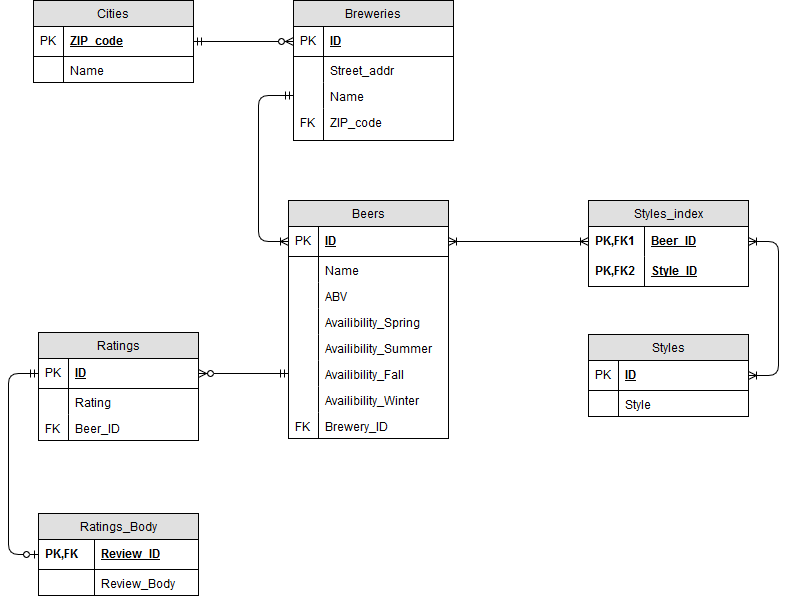 Cities
PK ZIP_code
Name
Breweries
PK ID
Street_addr
Name
FK ZIP_code
Beers
PK ID
Name
ABV
Availibility_Spring
Availibility_Summer
Availibility_Fall
Availibility_Winter
FK Brewery_ID
Styles_index
PK,FK1 Beer_ID
PK,FK2 Style_ID
Styles
PK ID
Style
Ratings
PK ID
Rating
FK Beer_ID
Ratings_Body
PK,FK Review_ID
Review_Body